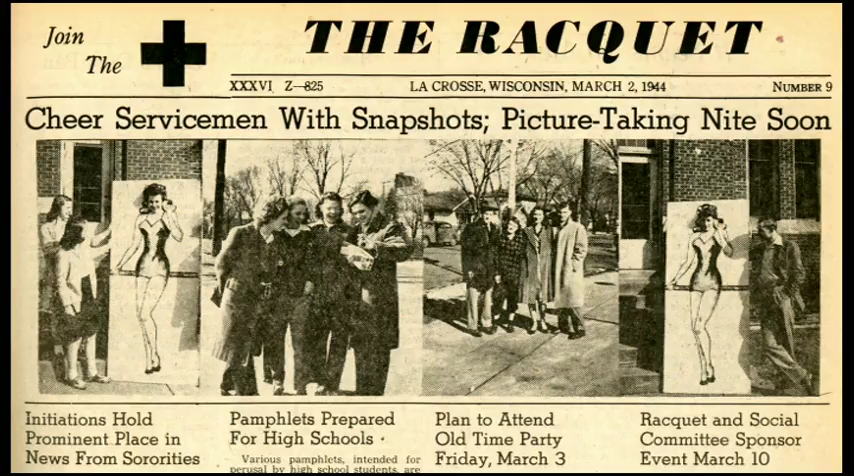 Join
The
THE RACQUET
XXXVI Z—825
LA CROSSE, WISCONSIN, MARCH 2, 1944
NUMBER 9
Cheer Servicemen With Snapshots; Picture-Taking Nite Soon
Initiations Hold
Prominent Place in
News From Sororities
Pamphlets Prepared
For High Schools
Various pamphlets, intended for
perusal by high school students, are
Plan to Attend
Old Time Party
Friday, March 3
Racquet and Social
Committee Sponsor
Event March 10